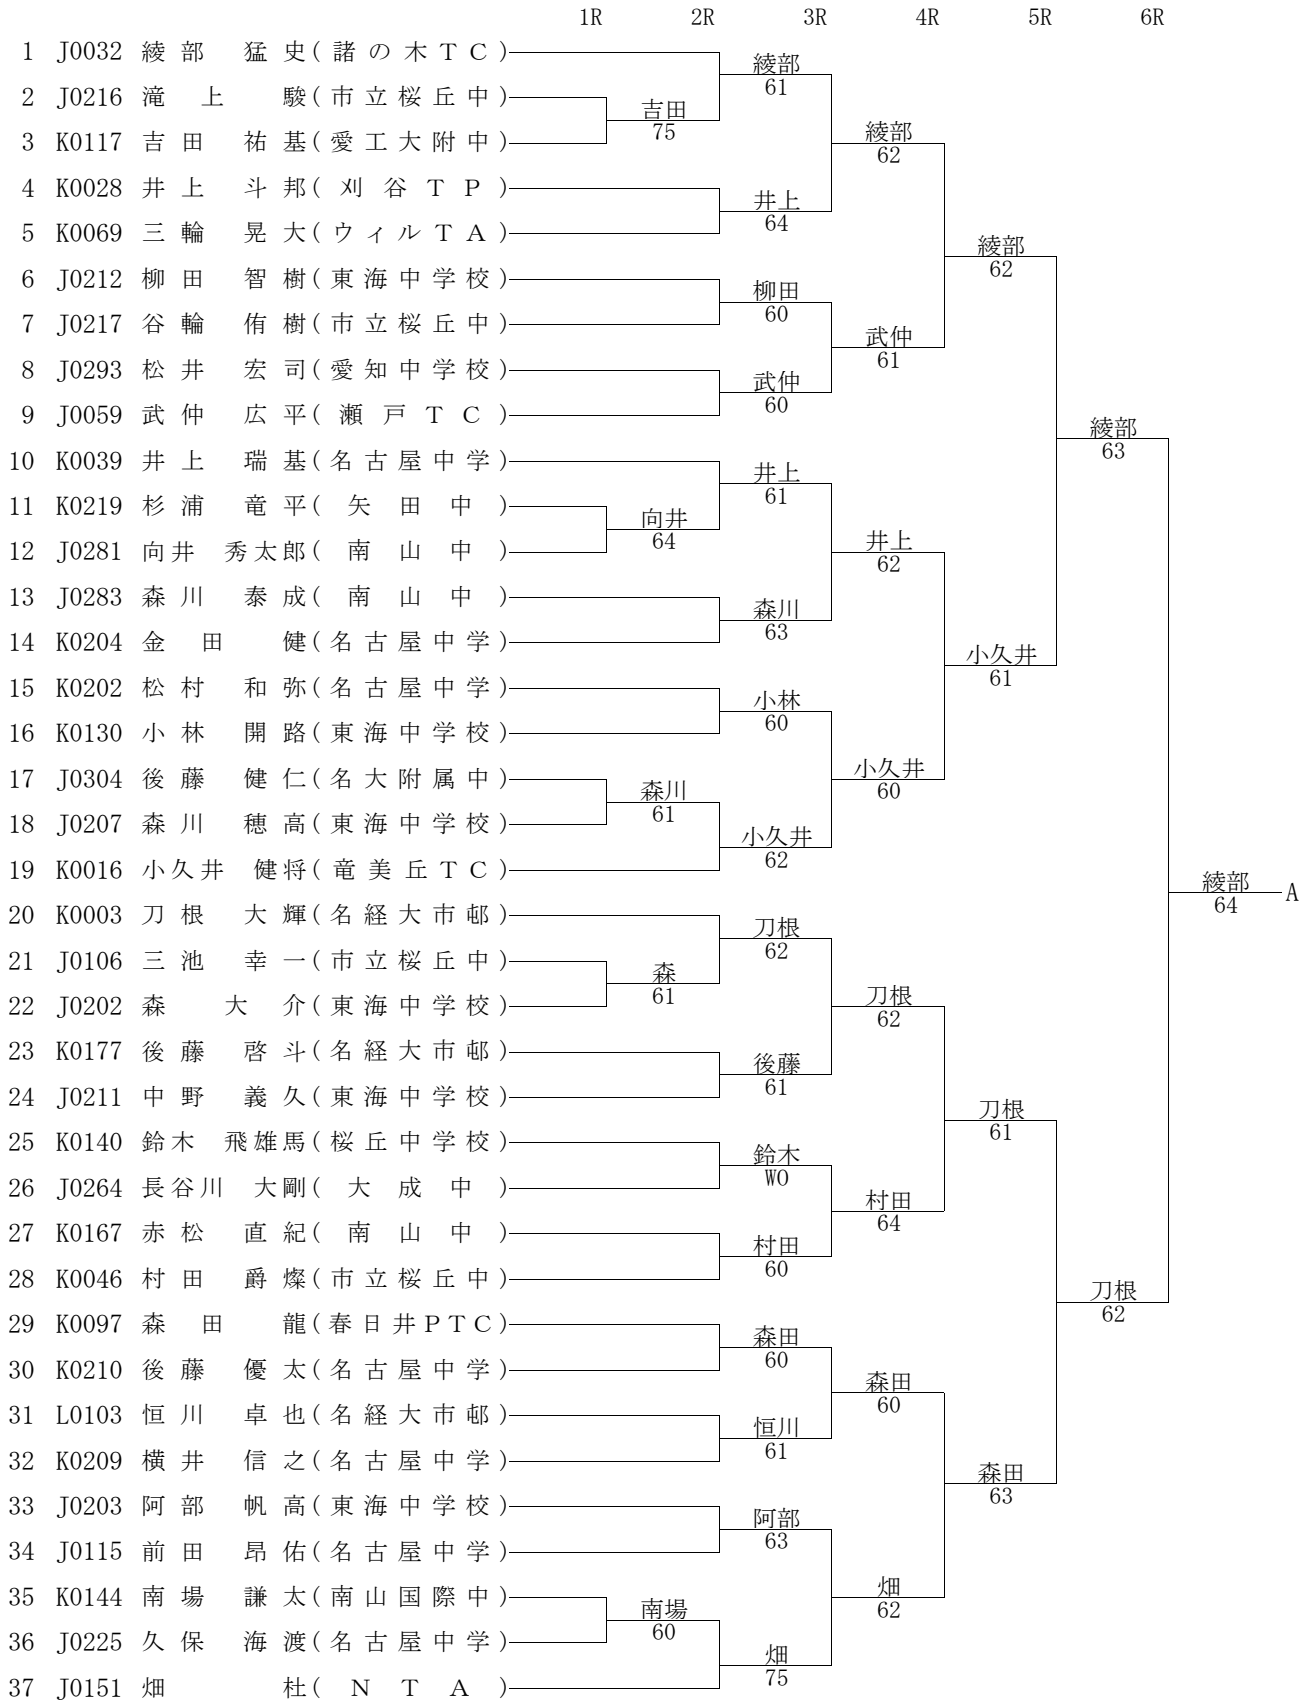 1R 2R 3R 4R 5R 6R
1 J0032 綾部 猛史(諸の木TC)
綾部
61
2 J0216 滝上 駿(市立桜丘中)
吉田
75
3 K0117 吉田 祐基(愛工大附中)
綾部
62
4 K0028 井上 斗邦(刈谷TP)
井上
64
5 K0069 三輪 晃大(ウィルTA)
綾部
62
6 J0212 柳田 智樹(東海中学校)
柳田
60
7 J0217 谷輪 侑樹(市立桜丘中)
武仲
61
8 J0293 松井 宏司(愛知中学校)
武仲
60
9 J0059 武仲 広平(瀬戸TC)
綾部
63
10 K0039 井上 瑞基(名古屋中学)
井上
61
11 K0219 杉浦 竜平(矢田中)
向井
64
12 J0281 向井 秀太郎(南山中)
井上
62
13 J0283 森川 泰成(南山中)
森川
63
14 K0204 金田 健(名古屋中学)
小久井
61
15 K0202 松村 和弥(名古屋中学)
小林
60
16 K0130 小林 開路(東海中学校)
小久井
60
17 J0304 後藤 健仁(名大附属中)
森川
61
18 J0207 森川 穂高(東海中学校)
小久井
62
19 K0016 小久井 健将(竜美丘TC)
綾部
64
A
20 K0003 刀根 大輝(名経大市邨)
刀根
62
21 J0106 三池 幸一(市立桜丘中)
森
61
22 J0202 森 大介(東海中学校)
刀根
62
23 K0177 後藤 啓斗(名経大市邨)
後藤
61
24 J0211 中野 義久(東海中学校)
刀根
61
25 K0140 鈴木 飛雄馬(桜丘中学校)
鈴木
WO
26 J0264 長谷川 大剛(大成中)
村田
64
27 K0167 赤松 直紀(南山中)
村田
60
28 K0046 村田 爵燦(市立桜丘中)
刀根
62
29 K0097 森田 龍(春日井PTC)
森田
60
30 K0210 後藤 優太(名古屋中学)
森田
60
31 L0103 恒川 卓也(名経大市邨)
恒川
61
32 K0209 横井 信之(名古屋中学)
森田
63
33 J0203 阿部 帆高(東海中学校)
阿部
63
34 J0115 前田 昂佑(名古屋中学)
畑
62
35 K0144 南場 謙太(南山国際中)
南場
60
36 J0225 久保 海渡(名古屋中学)
畑
75
37 J0151 畑 杜(NTA)